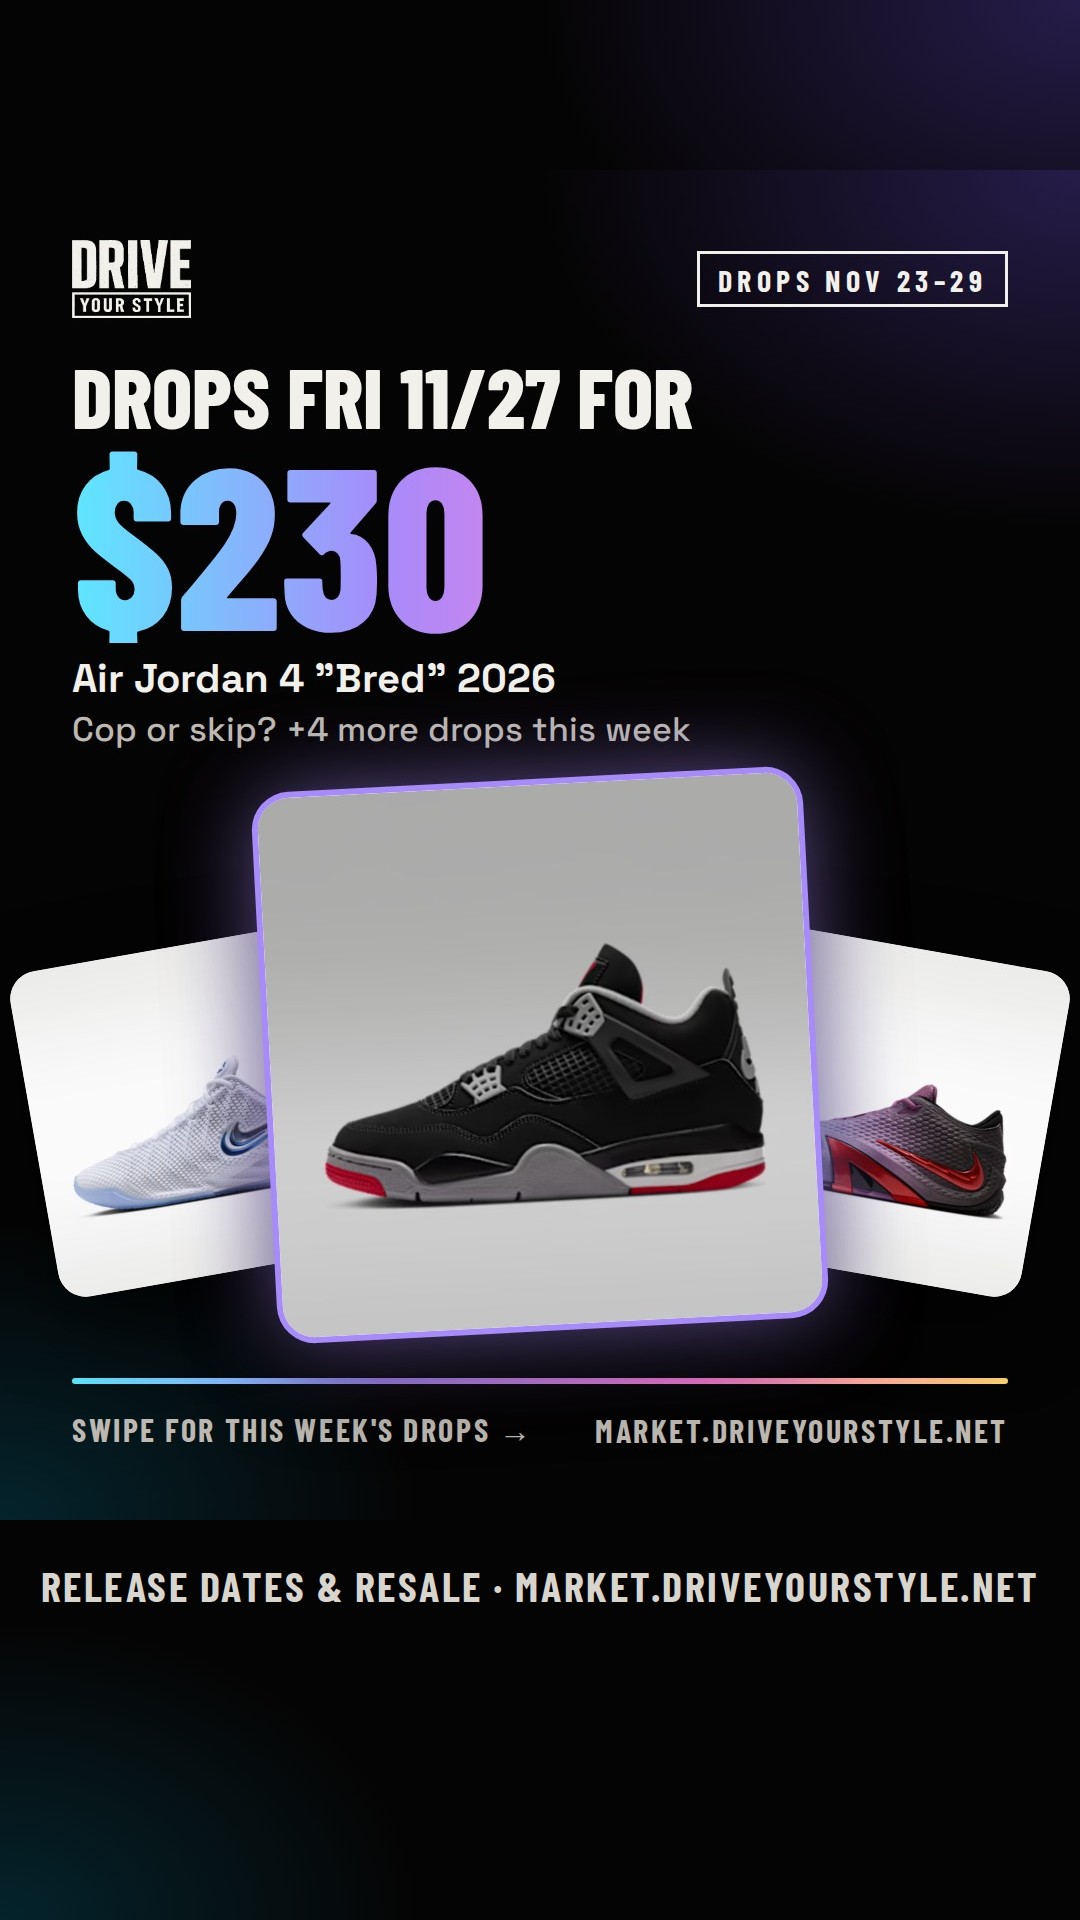 DRIVE
YOUR STYLE
DROPS NOV 23-29
DROPS FRI 11/27 FOR
$230
Air Jordan 4 ”Bred” 2026
Cop or skip? +4 more drops this week
SWIPE FOR THIS WEEK'S DROPS →
MARKET.DRIVEYOURSTYLE.NET
RELEASE DATES & RESALE · MARKET.DRIVEYOURSTYLE.NET